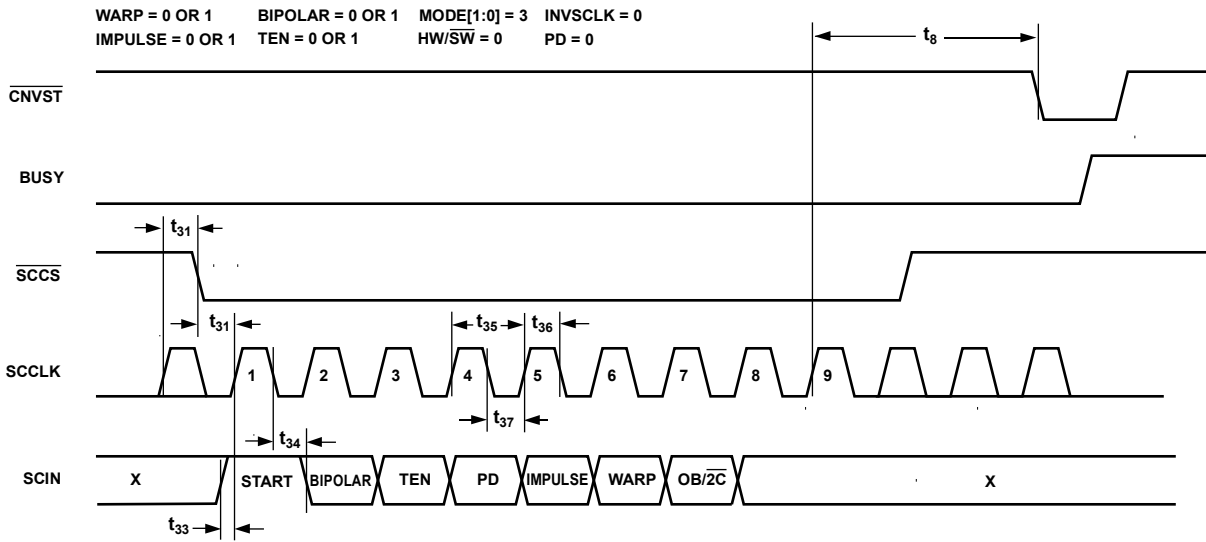 WARP = 0 OR 1 BIPOLAR = 0 OR 1 MODE[1:0] = 3 INVSCLK = 0
IMPULSE = 0 OR 1 TEN = 0 OR 1 HW/SW = 0 PD = 0
t8
CNVST
BUSY
t31
SCCS
t31 t35 t36
SCCLK 1 2 3 4 5 6 7 8 9
t37
t34
SCIN X START BIPOLAR TEN PD IMPULSE WARP OB/2C X
t33